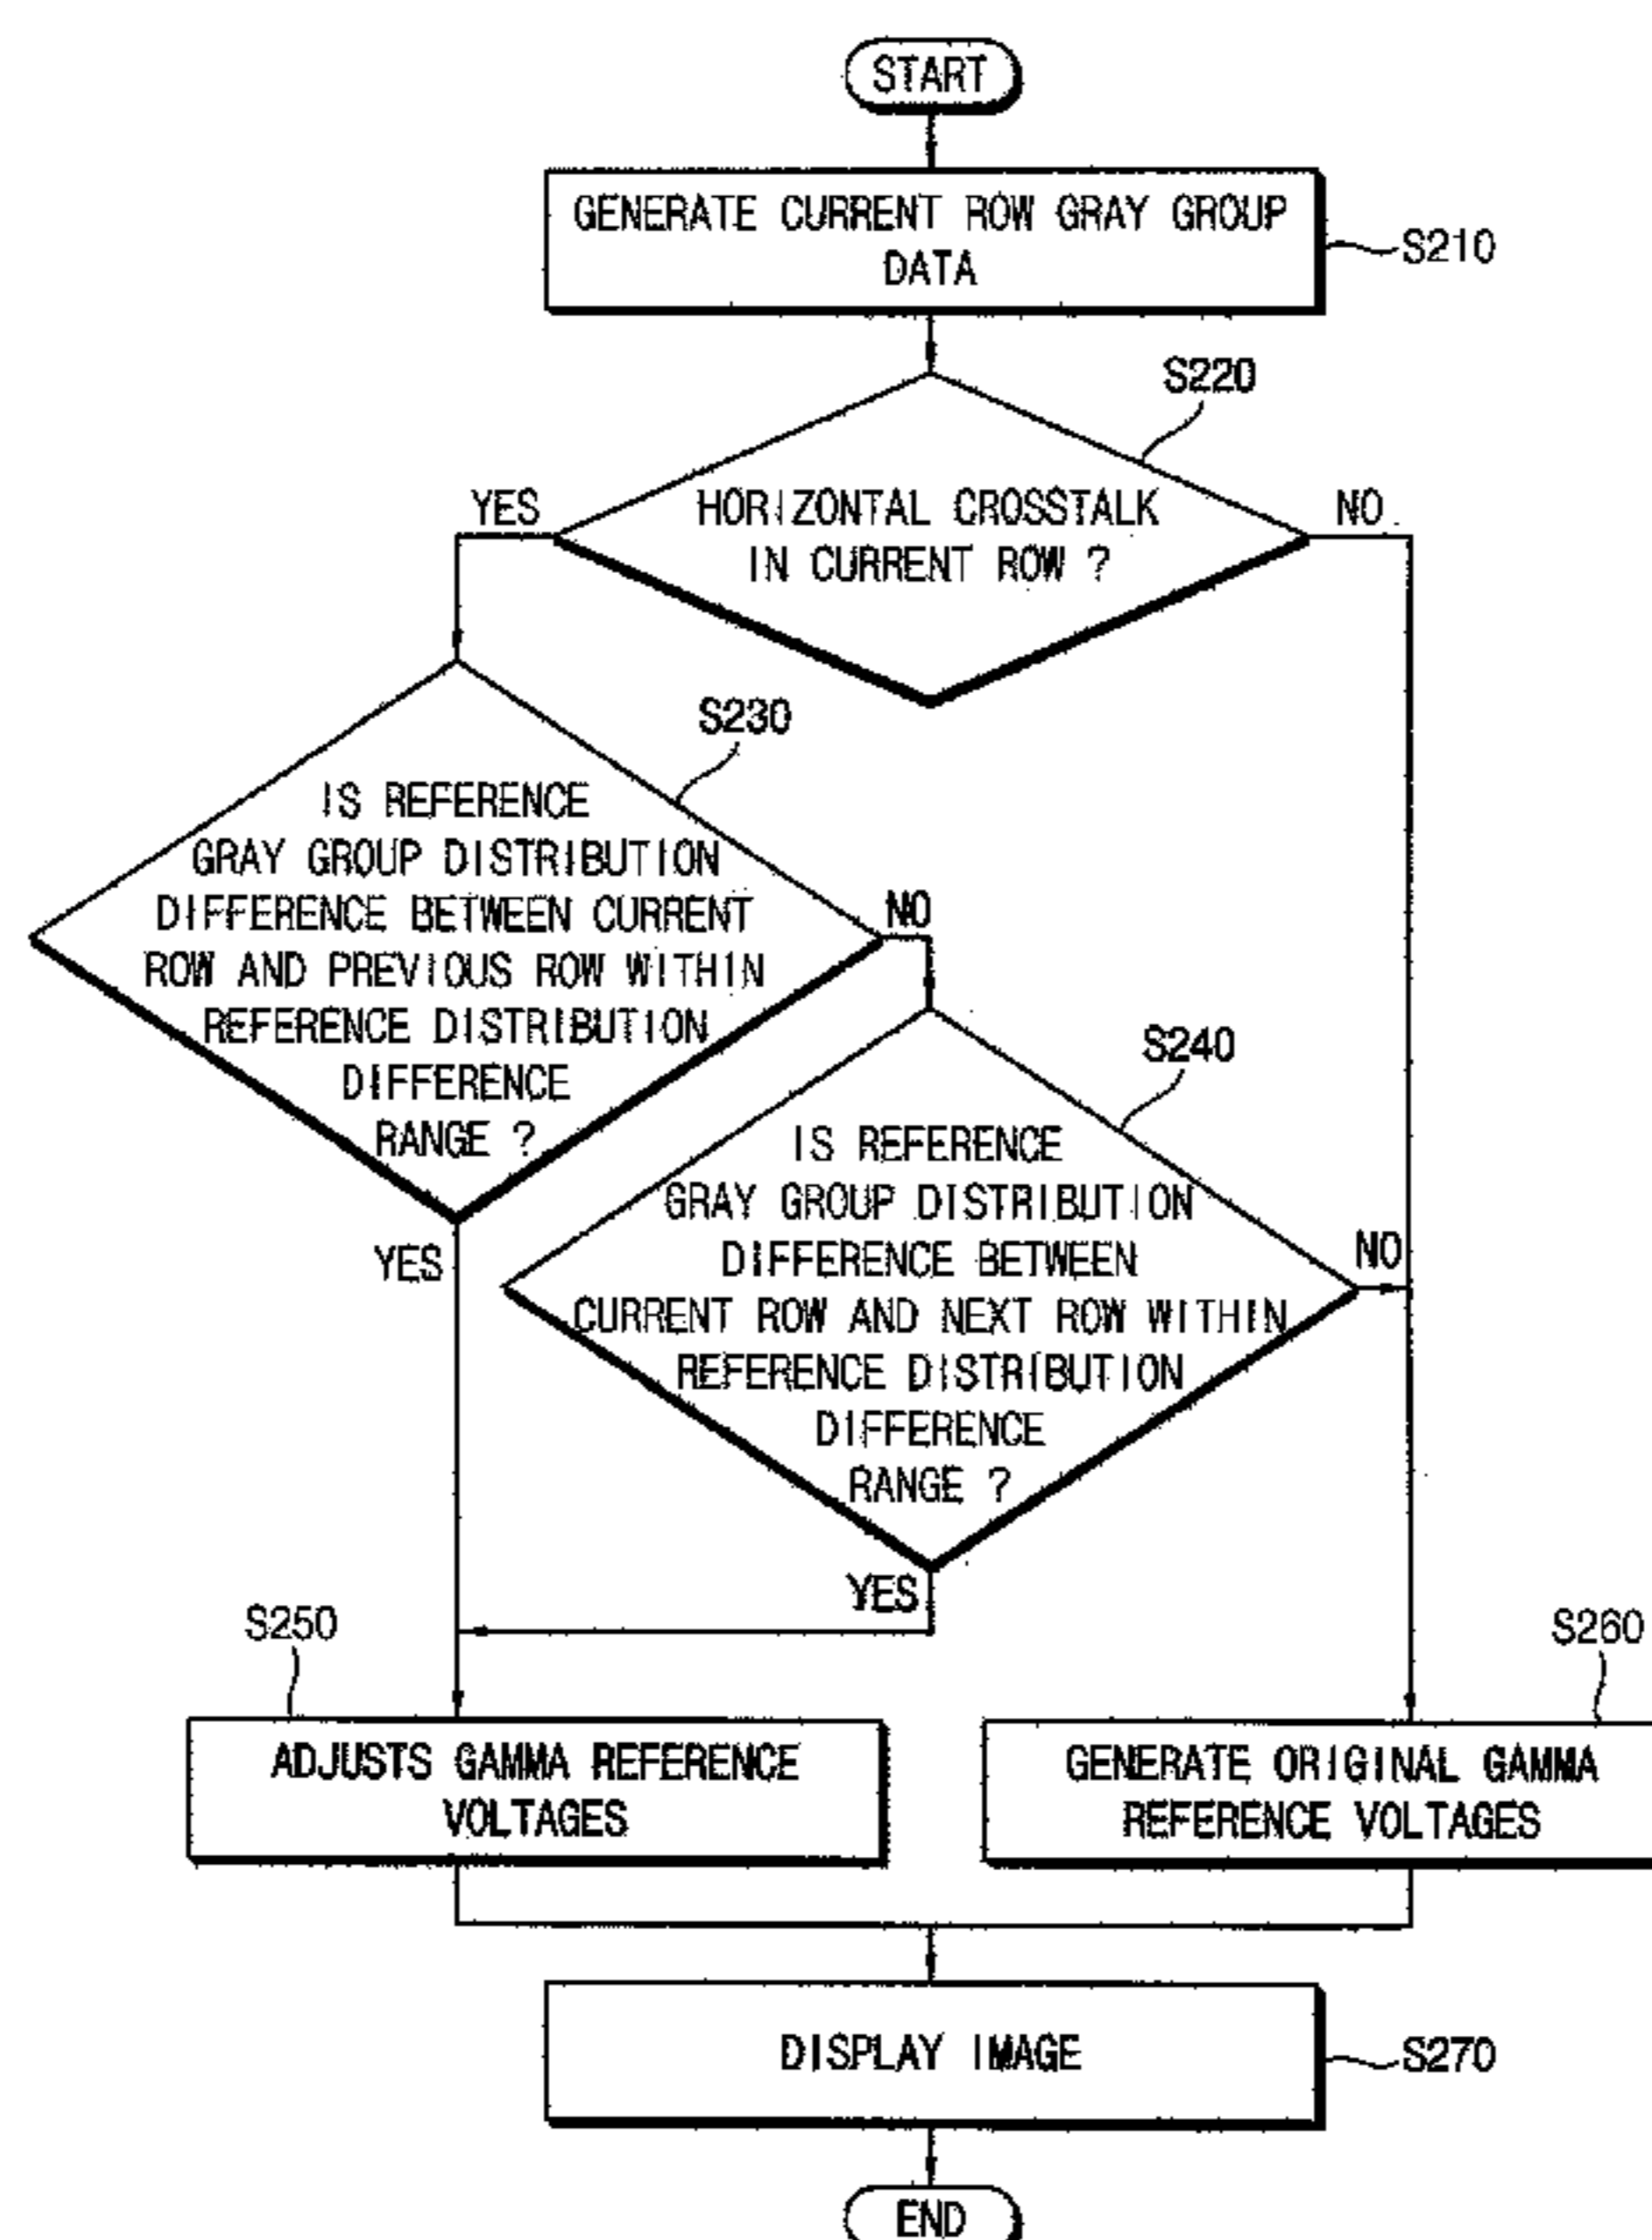 START
GENERATE CURRENT ROW GRAY GROUP
DATA
S210
S220
YES
HORIZONTAL CROSSTALK
IN CURRENT ROW ?
NO
S230
IS REFERENCE
GRAY GROUP DISTRIBUTION
DIFFERENCE BETWEEN CURRENT
ROW AND PREVIOUS ROW WITHIN
REFERENCE DISTRIBUTION
DIFFERENCE
RANGE ?
NO
YES
S240
IS REFERENCE
GRAY GROUP DISTRIBUTION
DIFFERENCE BETWEEN
CURRENT ROW AND NEXT ROW WITHIN
REFERENCE DISTRIBUTION
DIFFERENCE
RANGE ?
NO
YES
S250
ADJUSTS GAMMA REFERENCE
VOLTAGES
S260
GENERATE ORIGINAL GAMMA
REFERENCE VOLTAGES
DISPLAY IMAGE
S270
END